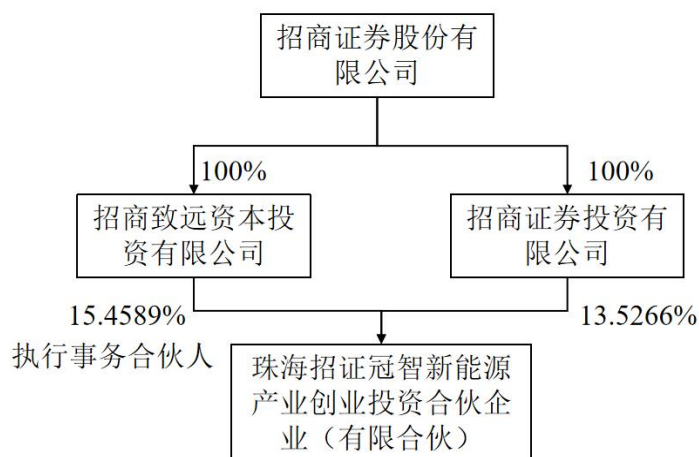 招商证券股份有
限公司
100%
100%
招商致远资本投
资有限公司
招商证券投资有
限公司
15.4589%
执行事务合伙人
13.5266%
珠海招证冠智新能源
产业创业投资合伙企
业（有限合伙）